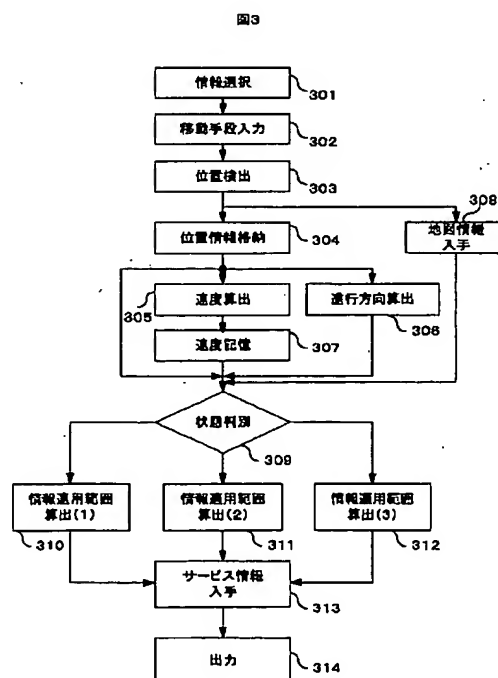 図3
情報選択
301
移動手段入力
302
位置検出
303
308
地図情報
入手
位置情報格納
304
速度算出
305
進行方向算出
306
速度記憶
307
状態判別
309
情報適用範囲
算出(1)
310
情報適用範囲
算出(2)
311
情報適用範囲
算出(3)
312
サービス情報
入手
313
出力
314